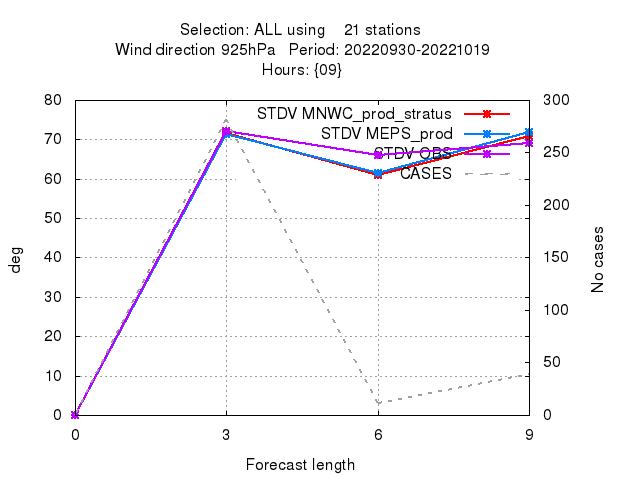 Selection: ALL using    21 stations
Wind direction 925hPa   Period: 20220930-20221019
Hours: {09}
80 300
STDV MNWC_prod_stratus
STDV MEPS_prod
70
STDV OBS 250
CASES
60
200
50
deg
40 150
No cases
30
100
20
50
10
0 0
0 3 6 9
Forecast length